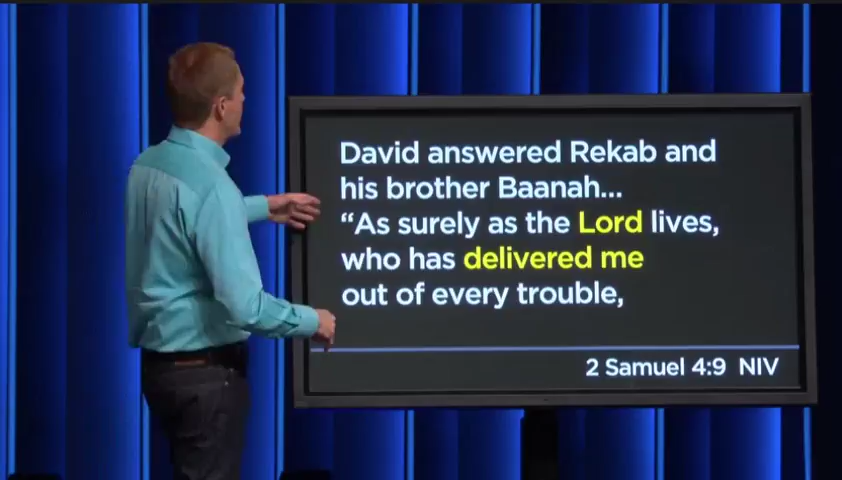 David answered Rekab and
his brother Baanah...
“As surely as the Lord lives,
who has delivered me
out of every trouble,
2 Samuel 4:9 NIV